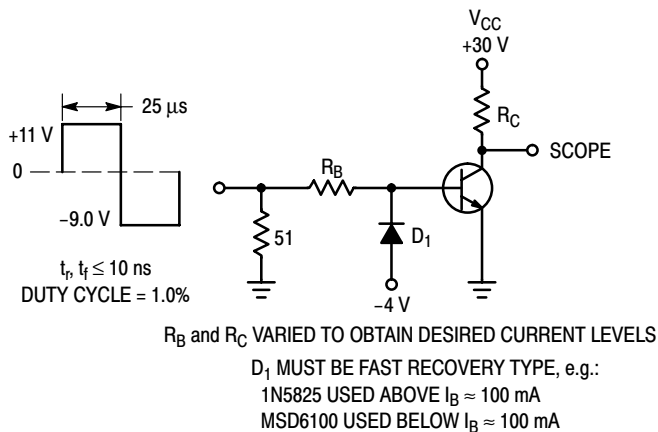 V_CC
+30 V
25 μs
R_C
+11 V
SCOPE
R_B
0
51
D_1
−9.0 V
−4 V
t_r, t_f ≤ 10 ns
DUTY CYCLE = 1.0%
R_B and R_C VARIED TO OBTAIN DESIRED CURRENT LEVELS
D_1 MUST BE FAST RECOVERY TYPE, e.g.:
1N5825 USED ABOVE I_B ≈ 100 mA
MSD6100 USED BELOW I_B ≈ 100 mA